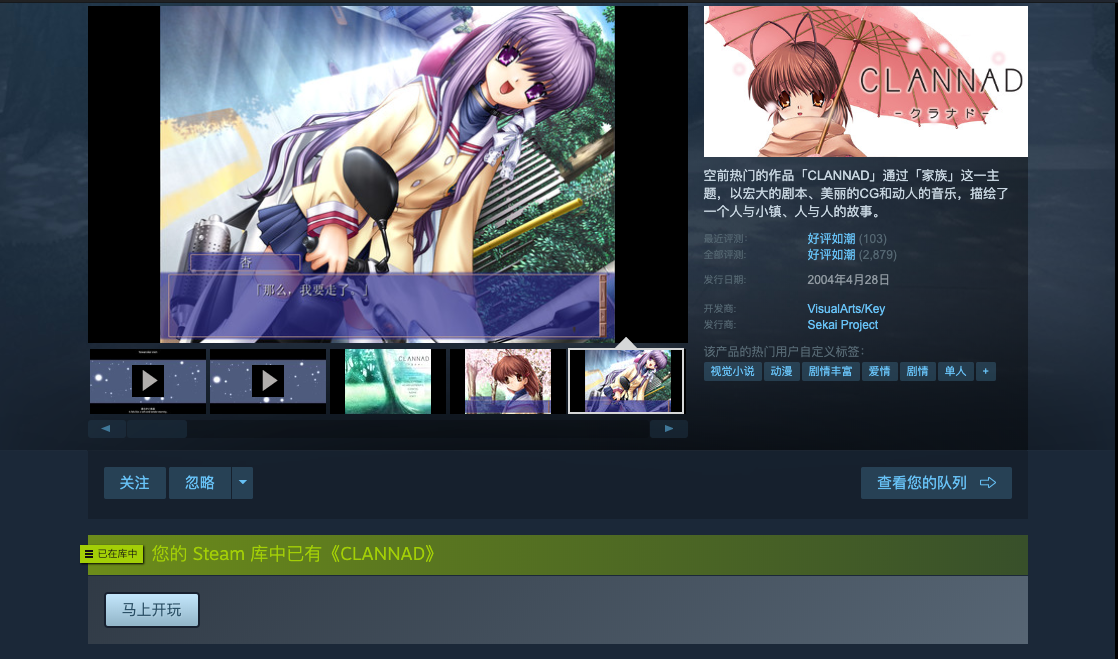 杏
「那么，我要走了 」
CLANNAD
-クラナド-
空前热门的作品「CLANNAD」通过「家族」这一主
题，以宏大的剧本、美丽的CG和动人的音乐，描绘了
一个人与小镇、人与人的故事。
最近评测: 好评如潮 (103)
全部评测: 好评如潮 (2,879)
发行日期: 2004年4月28日
开发商: VisualArts/Key
发行商: Sekai Project
该产品的热门用户自定义标签:
视觉小说 动漫 剧情丰富 爱情 剧情 单人 +
CLANNAD
关注 忽略 查看您的队列
已在库中 您的 Steam 库中已有《CLANNAD》
马上开玩